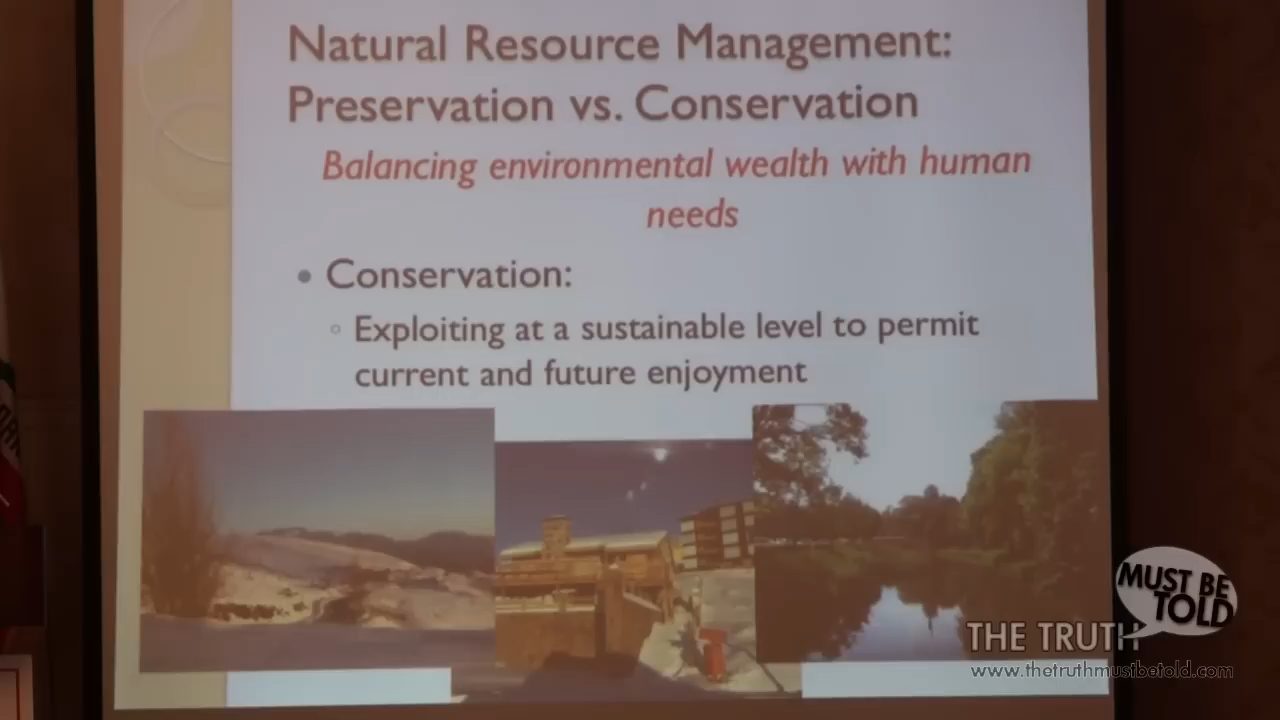 Natural Resource Management:
Preservation vs. Conservation
Balancing environmental wealth with human
needs
• Conservation:
◦ Exploiting at a sustainable level to permit
current and future enjoyment
MUST BE
TOLD
THE TRUTH
www.thetruthmustbetold.com